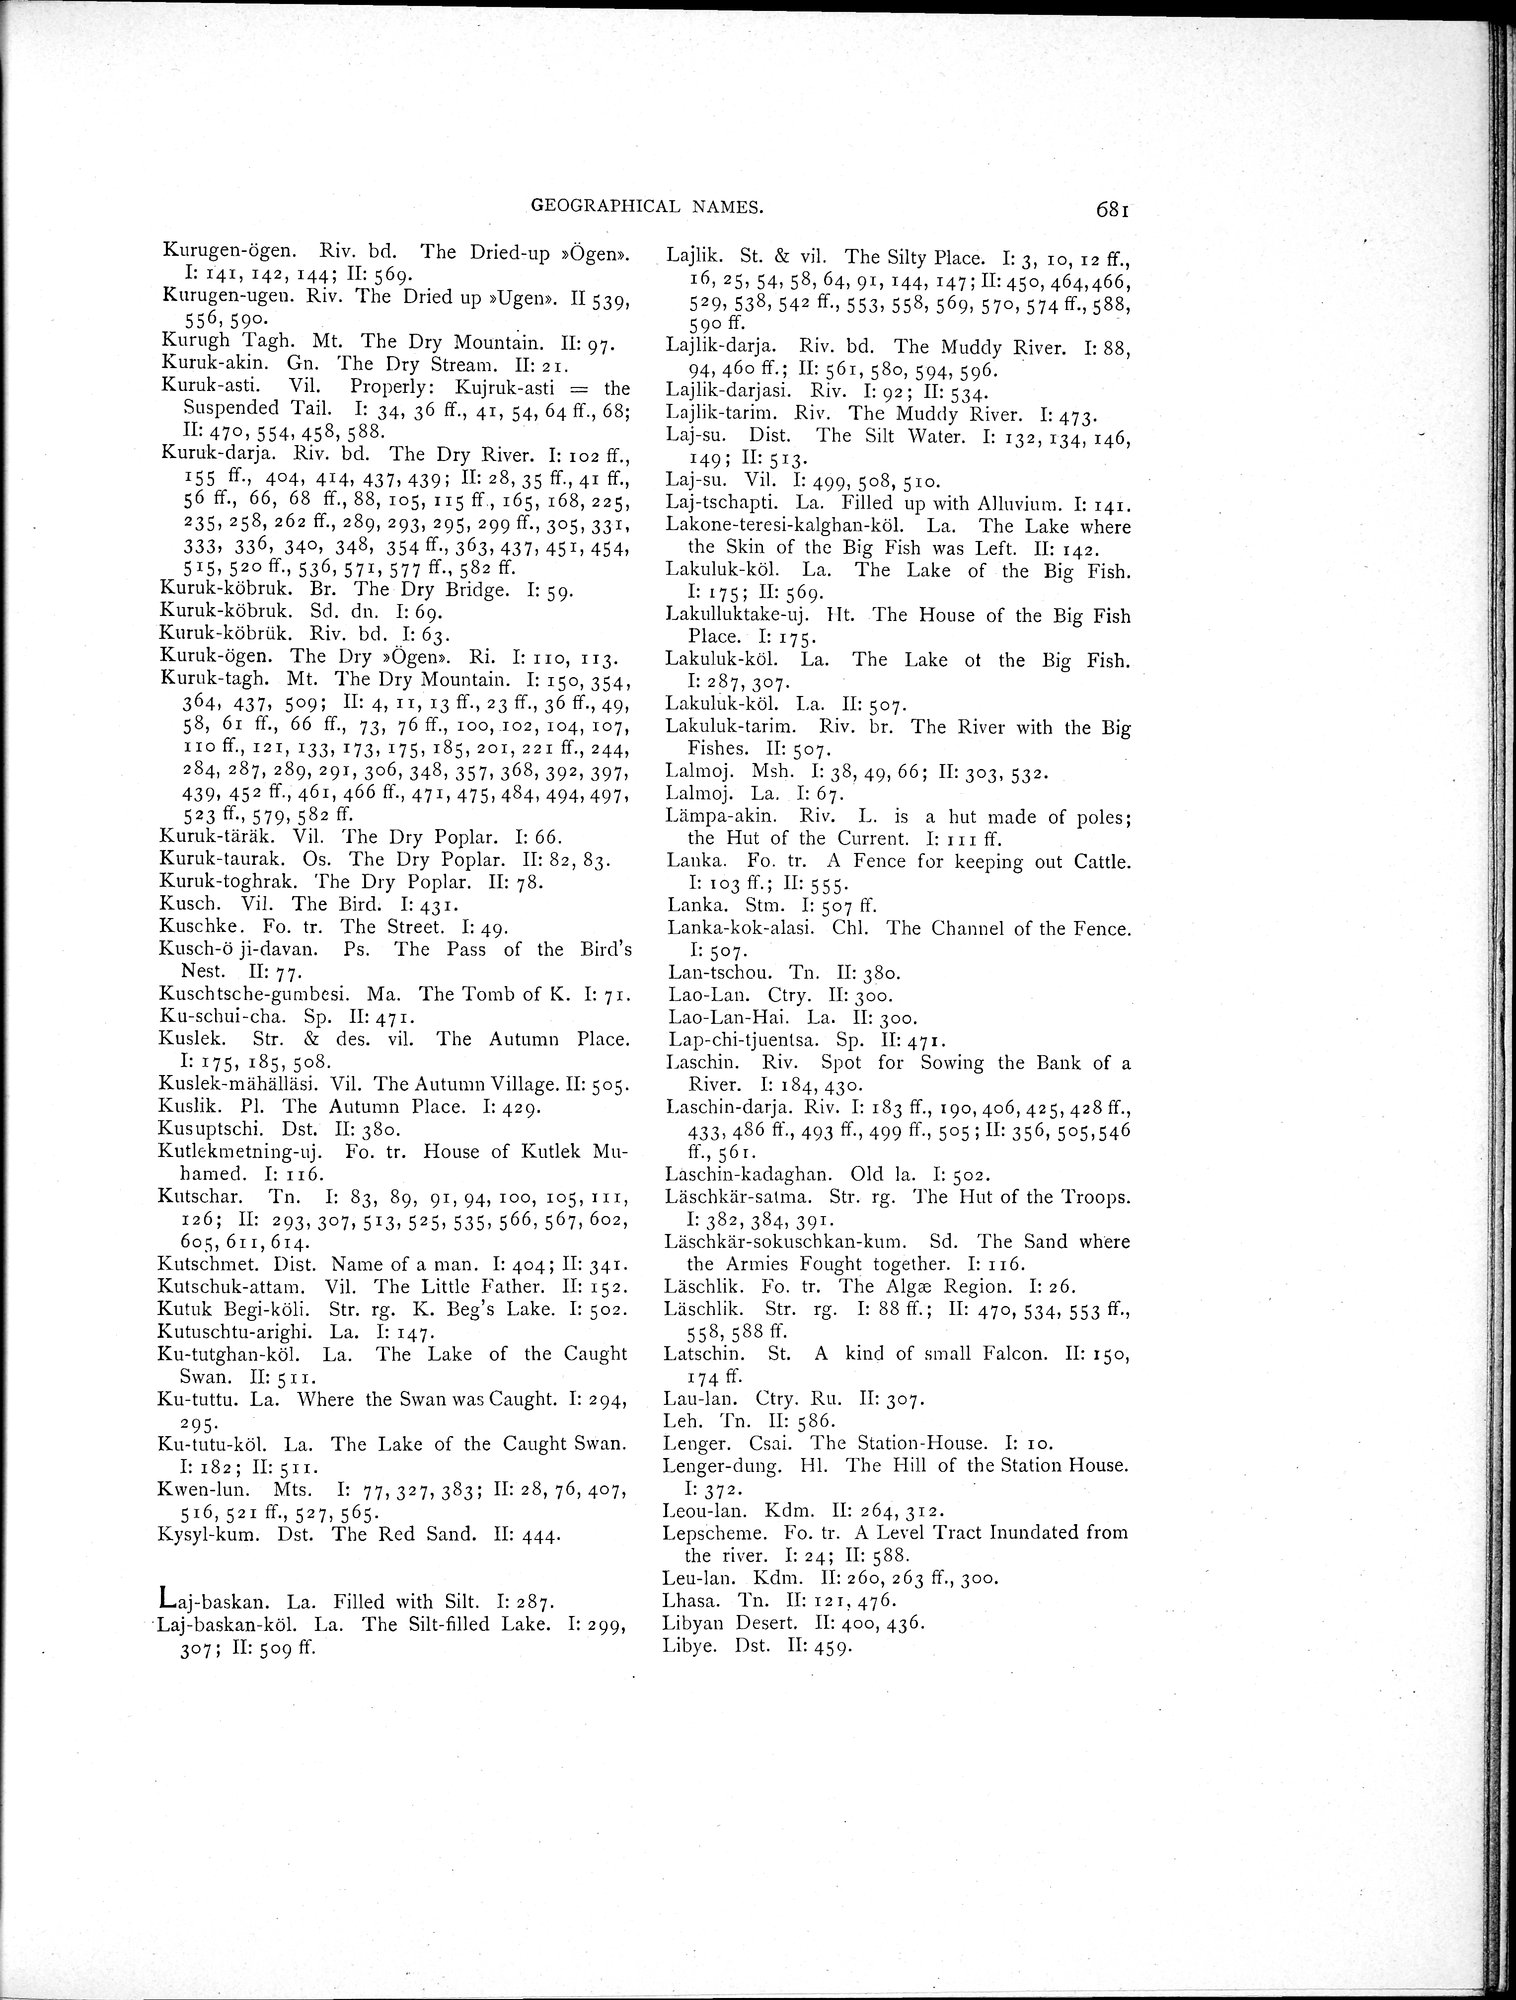 GEOGRAPHICAL NAMES. 681
Kurugen-ögen. Riv. bd. The Dried-up »Ögen».
I: 141, 142, 144; II: 569.
Kurugen-ugen. Riv. The Dried up »Ugen». II 539,
556, 590.
Kurugh Tagh. Mt. The Dry Mountain. II: 97.
Kuruk-akin. Gn. The Dry Stream. II: 21.
Kuruk-asti. Vil. Properly: Kujruk-asti = the
Suspended Tail. I: 34, 36 ff., 41, 54, 64 ff., 68;
II: 470, 554, 458, 588.
Kuruk-darja. Riv. bd. The Dry River. I: 102 ff.,
155 ff., 404, 414, 437, 439; II: 28, 35 ff., 41 ff.,
56 ff., 66, 68 ff., 88, 105, 115 ff., 165, 168, 225,
235, 258, 262 ff., 289, 293, 295, 299 ff., 305, 331,
333, 336, 340, 348, 354 ff., 363, 437, 451, 454,
515, 520 ff., 536, 571, 577 ff., 582 ff.
Kuruk-köbruk. Br. The Dry Bridge. I: 59.
Kuruk-köbruk. Sd. dn. I: 69.
Kuruk-köbrük. Riv. bd. I: 63.
Kuruk-ögen. The Dry »Ögen». Ri. I: 110, 113.
Kuruk-tagh. Mt. The Dry Mountain. I: 150, 354,
364, 437, 509; II: 4, 11, 13 ff., 23 ff., 36 ff., 49,
58, 61 ff., 66 ff., 73, 76 ff., 100, 102, 104, 107,
110 ff., 121, 133, 173, 175, 185, 201, 221 ff., 244,
284, 287, 289, 291, 306, 348, 357, 368, 392, 397,
439, 452 ff., 461, 466 ff., 471, 475, 484, 494, 497,
523 ff., 579, 582 ff.
Kuruk-täräk. Vil. The Dry Poplar. I: 66.
Kuruk-taurak. Os. The Dry Poplar. II: 82, 83.
Kuruk-toghrak. The Dry Poplar. II: 78.
Kusch. Vil. The Bird. I: 431.
Kuschke. Fo. tr. The Street. I: 49.
Kusch-ö ji-davan. Ps. The Pass of the Bird's
Nest. II: 77.
Kuschtsche-gumbesi. Ma. The Tomb of K. I: 71.
Ku-schui-cha. Sp. II: 471.
Kuslek. Str. & des. vil. The Autumn Place.
I: 175, 185, 508.
Kuslek-mähälläsi. Vil. The Autumn Village. II: 505.
Kuslik. Pl. The Autumn Place. I: 429.
Kusuptschi. Dst. II: 380.
Kutlekmetning-uj. Fo. tr. House of Kutlek Mu-
hamed. I: 116.
Kutschar. Tn. I: 83, 89, 91, 94, 100, 105, 111,
126; II: 293, 307, 513, 525, 535, 566, 567, 602,
605, 611, 614.
Kutschmet. Dist. Name of a man. I: 404; II: 341.
Kutschuk-attam. Vil. The Little Father. II: 152.
Kutuk Begi-köli. Str. rg. K. Beg's Lake. I: 502.
Kutuschtu-arighi. La. I: 147.
Ku-tutghan-köl. La. The Lake of the Caught
Swan. II: 511.
Ku-tuttu. La. Where the Swan was Caught. I: 294,
295.
Ku-tutu-köl. La. The Lake of the Caught Swan.
I: 182; II: 511.
Kwen-lun. Mts. I: 77, 327, 383; II: 28, 76, 407,
516, 521 ff., 527, 565.
Kysyl-kum. Dst. The Red Sand. II: 444.
Laj-baskan. La. Filled with Silt. I: 287.
Laj-baskan-köl. La. The Silt-filled Lake. I: 299,
307; II: 509 ff.
Lajlik. St. & vil. The Silty Place. I: 3, 10, 12 ff.,
16, 25, 54, 58, 64, 91, 144, 147; II: 450, 464, 466,
529, 538, 542 ff., 553, 558, 569, 570, 574 ff., 588,
590 ff.
Lajlik-darja. Riv. bd. The Muddy River. I: 88,
94, 460 ff.; II: 561, 580, 594, 596.
Lajlik-darjasi. Riv. I: 92; II: 534.
Lajlik-tarim. Riv. The Muddy River. I: 473.
Laj-su. Dist. The Silt Water. I: 132, 134, 146,
149; II: 513.
Laj-su. Vil. I: 499, 508, 510.
Laj-tschapti. La. Filled up with Alluvium. I: 141.
Lakone-teresi-kalghan-köl. La. The Lake where
the Skin of the Big Fish was Left. II: 142.
Lakuluk-köl. La. The Lake of the Big Fish.
I: 175; II: 569.
Lakulluktake-uj. Ht. The House of the Big Fish
Place. I: 175.
Lakuluk-köl. La. The Lake of the Big Fish.
I: 287, 307.
Lakuluk-köl. La. II: 507.
Lakuluk-tarim. Riv. br. The River with the Big
Fishes. II: 507.
Lalmoj. Msh. I: 38, 49, 66; II: 303, 532.
Lalmoj. La. I: 67.
Lämpa-akin. Riv. L. is a hut made of poles;
the Hut of the Current. I: 111 ff.
Lanka. Fo. tr. A Fence for keeping out Cattle.
I: 103 ff.; II: 555.
Lanka. Stm. I: 507 ff.
Lanka-kok-alasi. Chl. The Channel of the Fence.
I: 507.
Lan-tschou. Tn. II: 380.
Lao-Lan. Ctry. II: 300.
Lao-Lan-Hai. La. II: 300.
Lap-chi-tjuentsa. Sp. II: 471.
Laschin. Riv. Spot for Sowing the Bank of a
River. I: 184, 430.
Laschin-darja. Riv. I: 183 ff., 190, 406, 425, 428 ff.,
433, 486 ff., 493 ff., 499 ff., 505; II: 356, 505, 546
ff., 561.
Laschin-kadaghan. Old la. I: 502.
Läschkär-satma. Str. rg. The Hut of the Troops.
I: 382, 384, 391.
Läschkär-sokuschkan-kum. Sd. The Sand where
the Armies Fought together. I: 116.
Läschlik. Fo. tr. The Algæ Region. I: 26.
Läschlik. Str. rg. I: 88 ff.; II: 470, 534, 553 ff.,
558, 588 ff.
Latschin. St. A kind of small Falcon. II: 150,
174 ff.
Lau-lan. Ctry. Ru. II: 307.
Leh. Tn. II: 586.
Lenger. Csai. The Station-House. I: 10.
Lenger-dung. Hl. The Hill of the Station House.
I: 372.
Leou-lan. Kdm. II: 264, 312.
Lepscheme. Fo. tr. A Level Tract Inundated from
the river. I: 24; II: 588.
Leu-lan. Kdm. II: 260, 263 ff., 300.
Lhasa. Tn. II: 121, 476.
Libyan Desert. II: 400, 436.
Libye. Dst. II: 459.